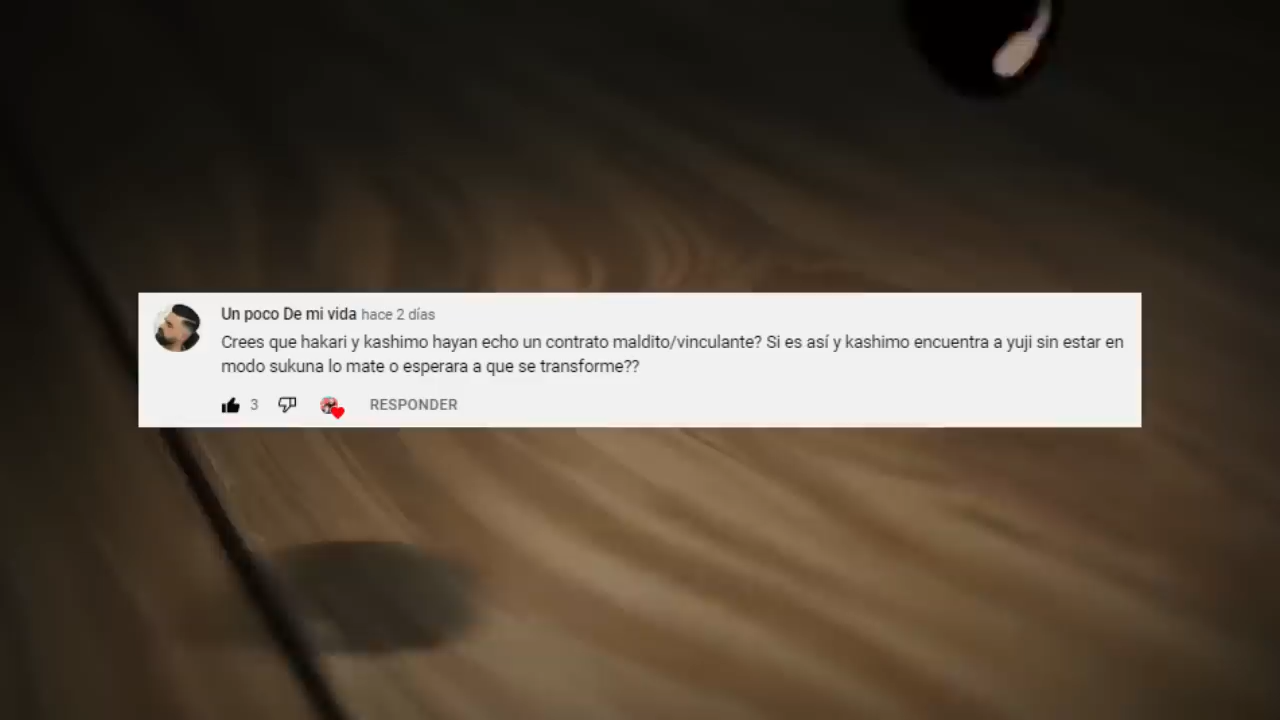 Un poco De mi vida hace 2 días
Crees que hakari y kashimo hayan echo un contrato maldito/vinculante? Si es así y kashimo encuentra a yuji sin estar en
modo sukuna lo mate o esperara a que se transforme??
3 RESPONDER